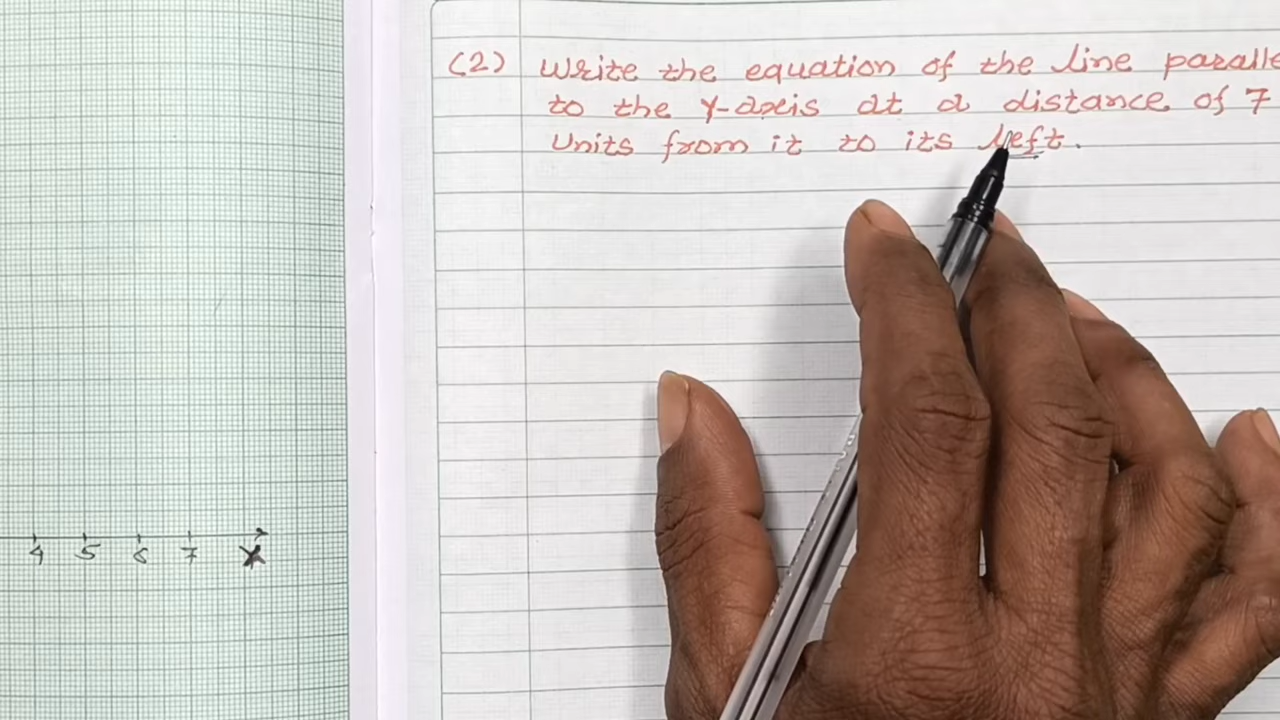 (2) Write the equation of the line paralle
to the Y-axis at a distance of 7
Units from it to its left.
4 5 6 7 X